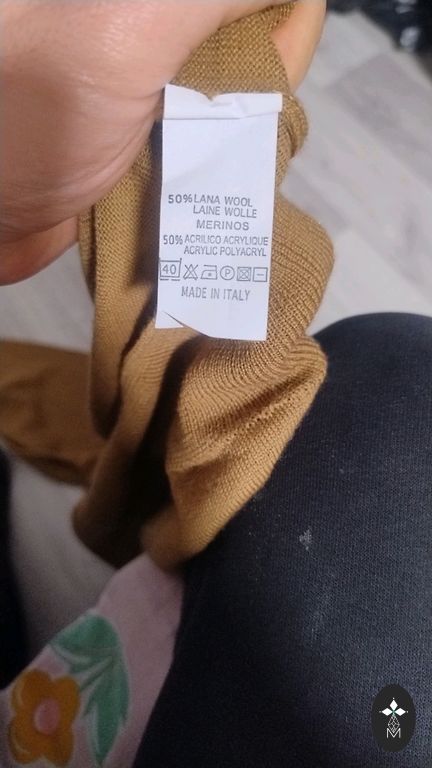 50% LANA WOOL
LAINE WOLLE
MERINOS
50% ACRILICO ACRYLIQUE
ACRYLIC POLYACRYL
40 P
MADE IN ITALY
M